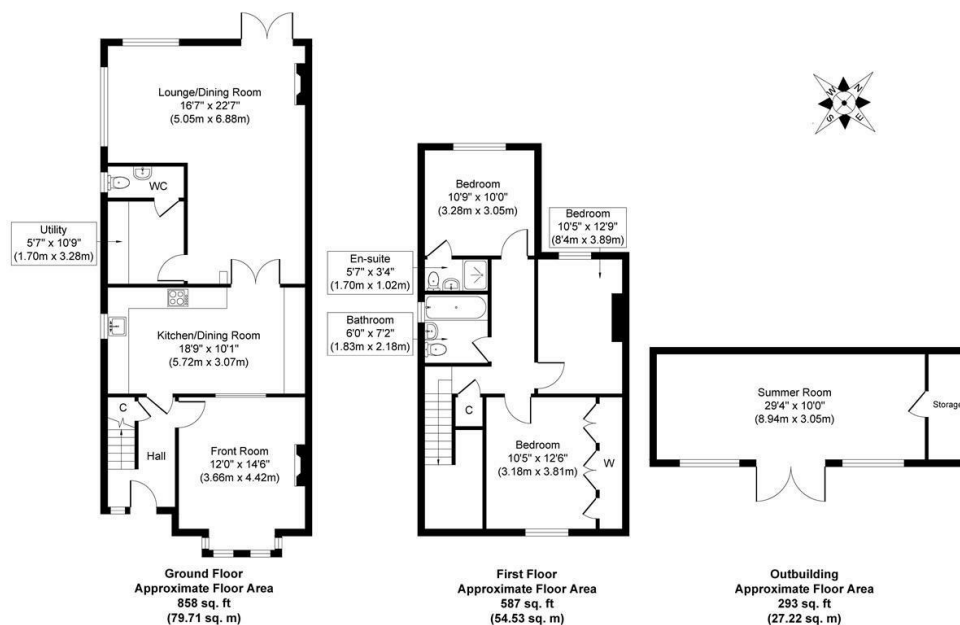 Lounge/Dining Room
16'7" x 22'7"
(5.05m x 6.88m)
WC
Utility
5'7" x 10'9"
(1.70m x 3.28m)
Kitchen/Dining Room
18'9" x 10'1"
(5.72m x 3.07m)
C
Hall
Front Room
12'0" x 14'6"
(3.66m x 4.42m)
Ground Floor
Approximate Floor Area
858 sq. ft
(79.71 sq. m)
Bedroom
10'9" x 10'0"
(3.28m x 3.05m)
Bedroom
10'5" x 12'9"
(8'4m x 3.89m)
En-suite
5'7" x 3'4"
(1.70m x 1.02m)
Bathroom
6'0" x 7'2"
(1.83m x 2.18m)
C
Bedroom
10'5" x 12'6"
(3.18m x 3.81m)
W
First Floor
Approximate Floor Area
587 sq. ft
(54.53 sq. m)
W
N
S
E
Summer Room
29'4" x 10'0"
(8.94m x 3.05m)
Storage
Outbuilding
Approximate Floor Area
293 sq. ft
(27.22 sq. m)